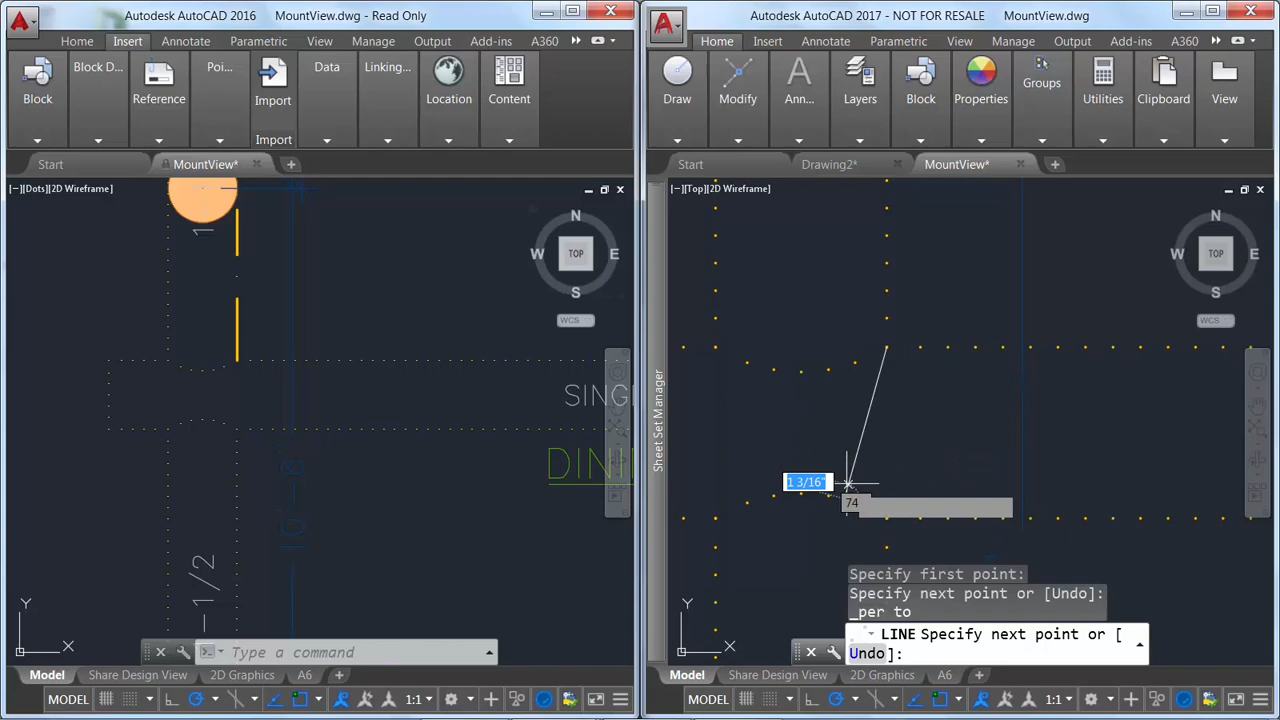 Autodesk AutoCAD 2016 MountView.dwg - Read Only
Home Insert Annotate Parametric View Manage Output Add-ins A360
Block Block D... Reference Poi... Import Data Linking... Location Content
Import
Start MountView*
[−][Dots][2D Wireframe]
N
W TOP E
S
WCS
1
SING
DINI
1/2
Y
X
Type a command
Model Share Design View 2D Graphics A6
MODEL 1:1
Autodesk AutoCAD 2017 - NOT FOR RESALE MountView.dwg
Home Insert Annotate Parametric View Manage Output Add-ins A360
Draw Modify Ann... Layers Block Properties Groups Utilities Clipboard View
Start Drawing2* MountView*
[−][Top][2D Wireframe]
Sheet Set Manager
N
W TOP E
S
WCS
1 3/16"
74
Specify first point:
Specify next point or [Undo]:
_per to
LINE Specify next point or [
Undo]:
Y
X
Model Share Design View 2D Graphics A6
MODEL 1:1